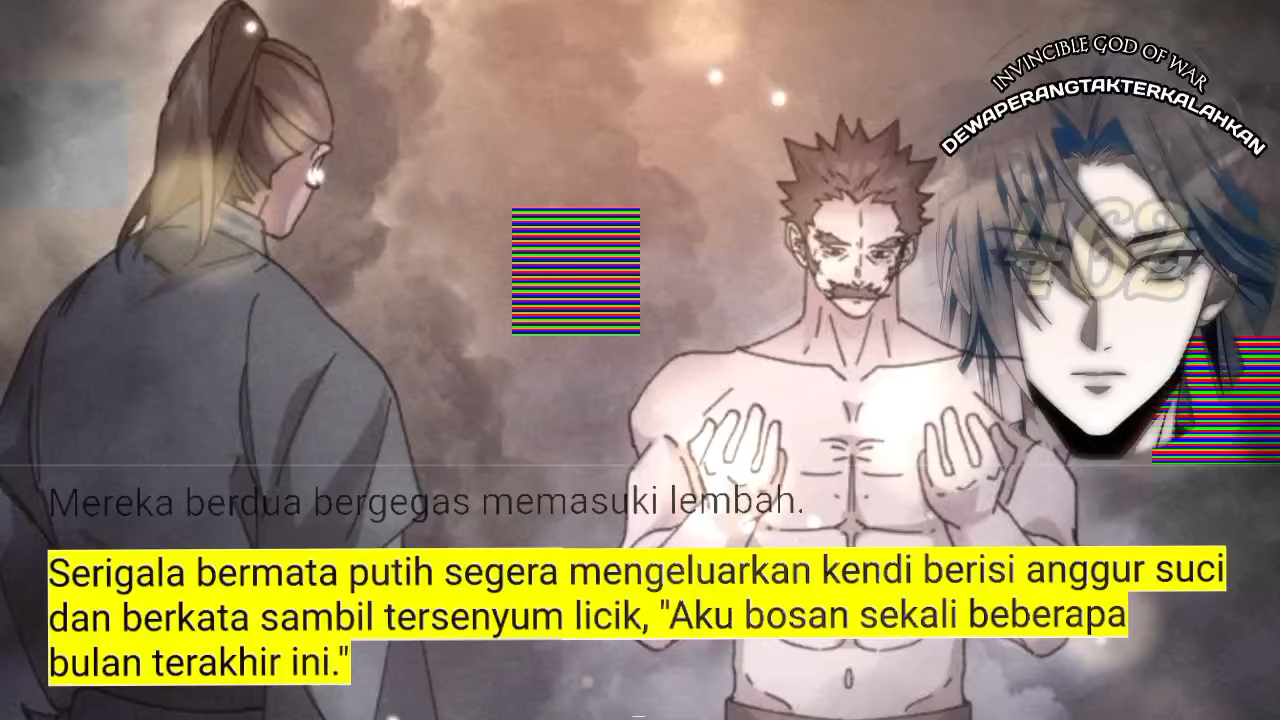 INVINCIBLE GOD OF WAR
DEWAPERANGTAKTERKALAHKAN
462
Mereka berdua bergegas memasuki lembah.
Serigala bermata putih segera mengeluarkan kendi berisi anggur suci
dan berkata sambil tersenyum licik, "Aku bosan sekali beberapa
bulan terakhir ini."